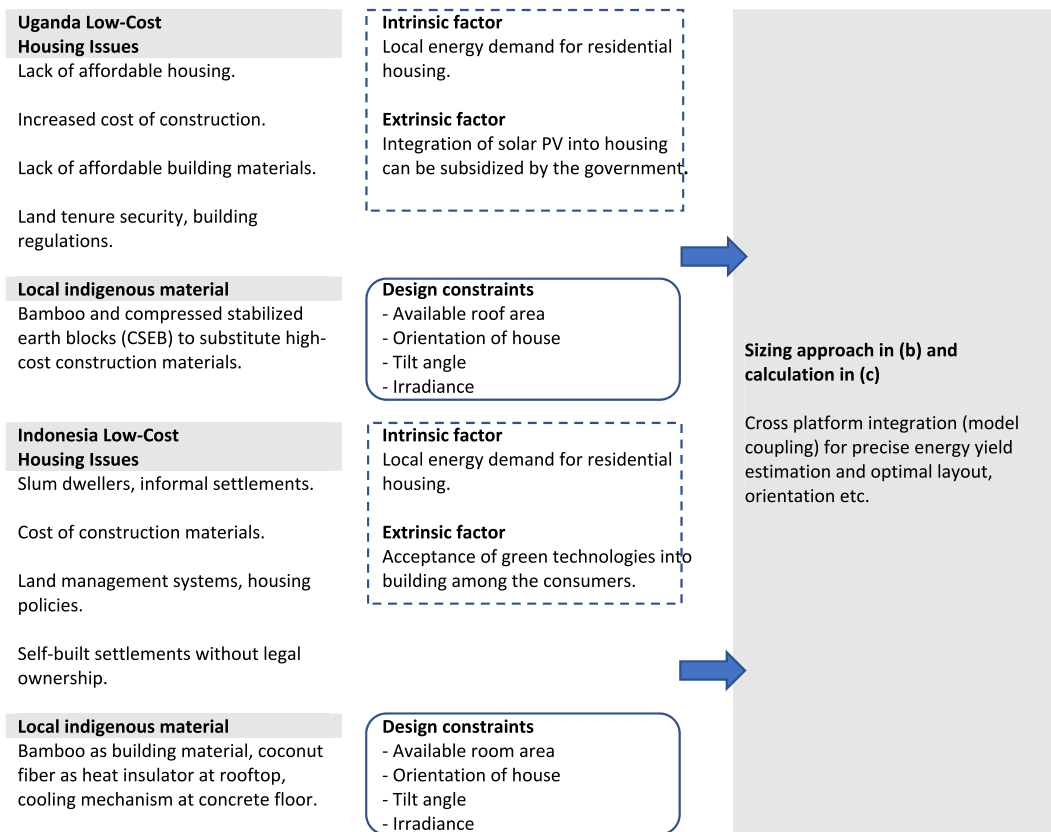 Uganda Low-Cost
Housing Issues
Lack of affordable housing.
Increased cost of construction.
Lack of affordable building materials.
Land tenure security, building
regulations.
Local indigenous material
Bamboo and compressed stabilized
earth blocks (CSEB) to substitute high-
cost construction materials.
Indonesia Low-Cost
Housing Issues
Slum dwellers, informal settlements.
Cost of construction materials.
Land management systems, housing
policies.
Self-built settlements without legal
ownership.
Local indigenous material
Bamboo as building material, coconut
fiber as heat insulator at rooftop,
cooling mechanism at concrete floor.
Intrinsic factor
Local energy demand for residential
housing.
Extrinsic factor
Integration of solar PV into housing
can be subsidized by the government.
Design constraints
- Available roof area
- Orientation of house
- Tilt angle
- Irradiance
Intrinsic factor
Local energy demand for residential
housing.
Extrinsic factor
Acceptance of green technologies into
building among the consumers.
Design constraints
- Available room area
- Orientation of house
- Tilt angle
- Irradiance
Sizing approach in (b) and
calculation in (c)
Cross platform integration (model
coupling) for precise energy yield
estimation and optimal layout,
orientation etc.